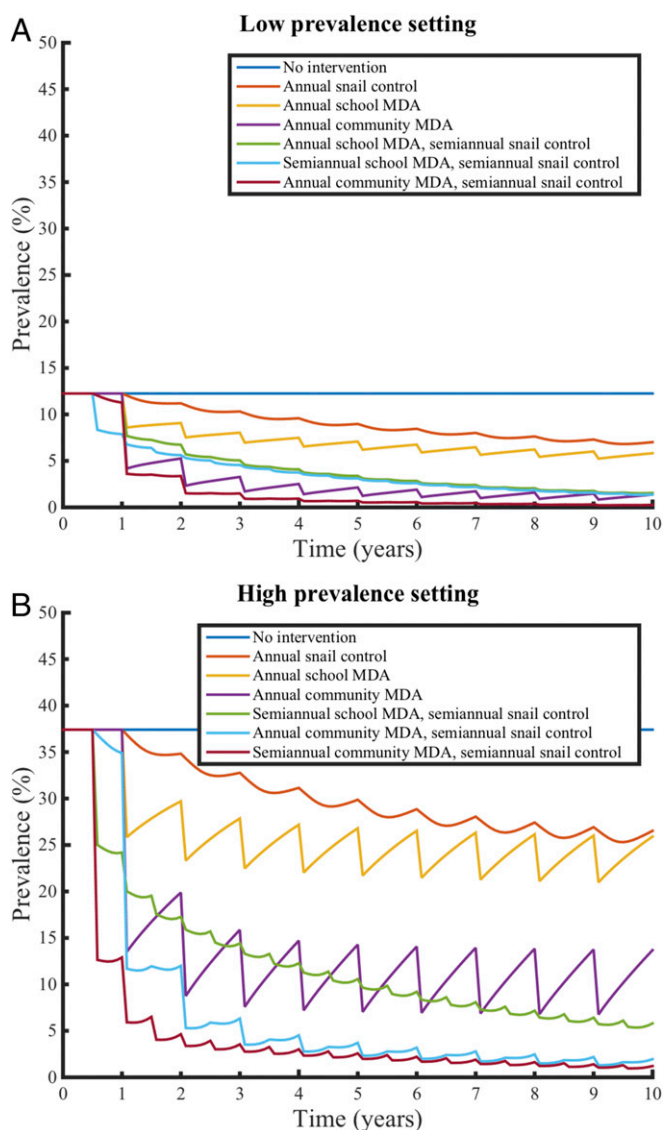 A
Low prevalence setting
50
45
40
35
30
25
20
15
10
5
0
Prevalence (%)
No intervention
Annual snail control
Annual school MDA
Annual community MDA
Annual school MDA, semiannual snail control
Semiannual school MDA, semiannual snail control
Annual community MDA, semiannual snail control
0 1 2 3 4 5 6 7 8 9 10
Time (years)
B
High prevalence setting
50
45
40
35
30
25
20
15
10
5
0
Prevalence (%)
No intervention
Annual snail control
Annual school MDA
Annual community MDA
Semiannual school MDA, semiannual snail control
Annual community MDA, semiannual snail control
Semiannual community MDA, semiannual snail control
0 1 2 3 4 5 6 7 8 9 10
Time (years)